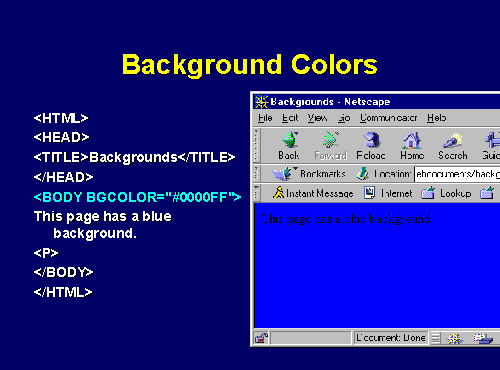 Background Colors
<HTML>
<HEAD>
<TITLE>Backgrounds</TITLE>
</HEAD>
<BODY BGCOLOR="#0000FF">
This page has a blue
background.
<P>
</BODY>
</HTML>
Backgrounds - Netscape
File Edit View Go Communicator Help
Back Forward Reload Home Search Guid
Bookmarks Location: ebdocuments/backg
Instant Message Internet Lookup
This page has a blue background.
Document: Done